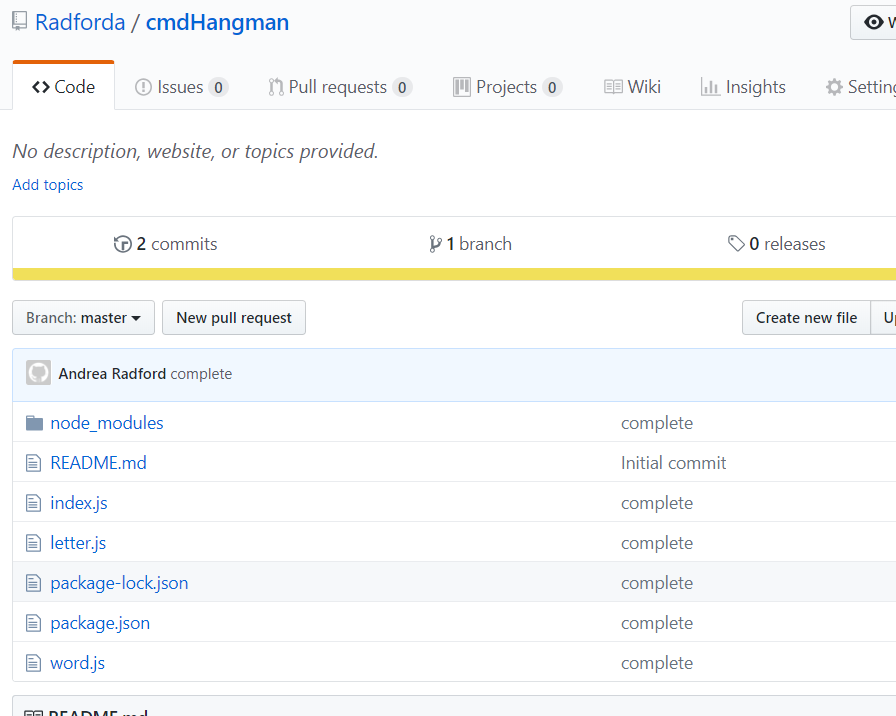 Radforda / cmdHangman
Code Issues 0 Pull requests 0 Projects 0 Wiki Insights
No description, website, or topics provided.
Add topics
2 commits 1 branch 0 releases
Branch: master New pull request Create new file
Andrea Radford complete
node_modules complete
README.md Initial commit
index.js complete
letter.js complete
package-lock.json complete
package.json complete
word.js complete
README.md